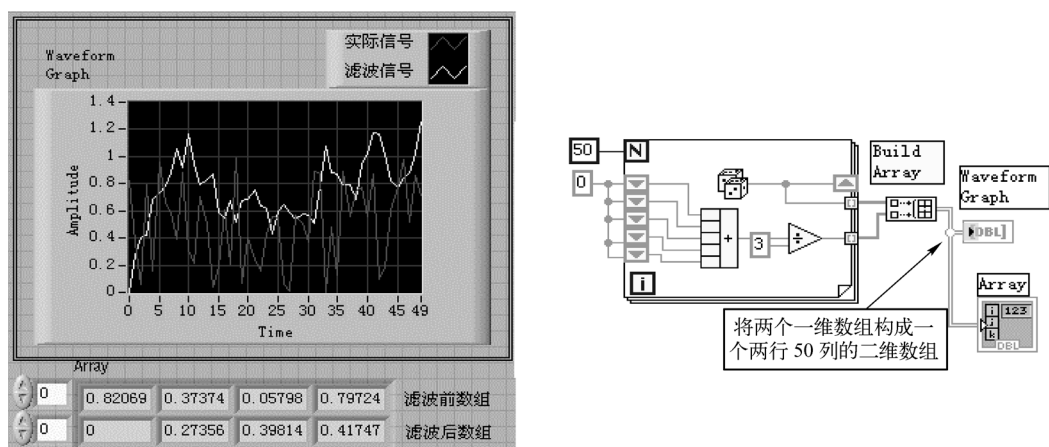 实际信号
滤波信号
Waveform
Graph
1.4
1.2
1
0.8
0.6
0.4
0.2
0
Amplitude
0 5 10 15 20 25 30 35 40 45 49
Time
Array
0 0.82069 0.37374 0.05798 0.79724 滤波前数组
0 0 0.27356 0.39814 0.41747 滤波后数组
50 N
0
+
3
÷
i
Build
Array
Waveform
Graph
DBL]
Array
i 123
j
k
DBL
将两个一维数组构成一
个两行 50 列的二维数组